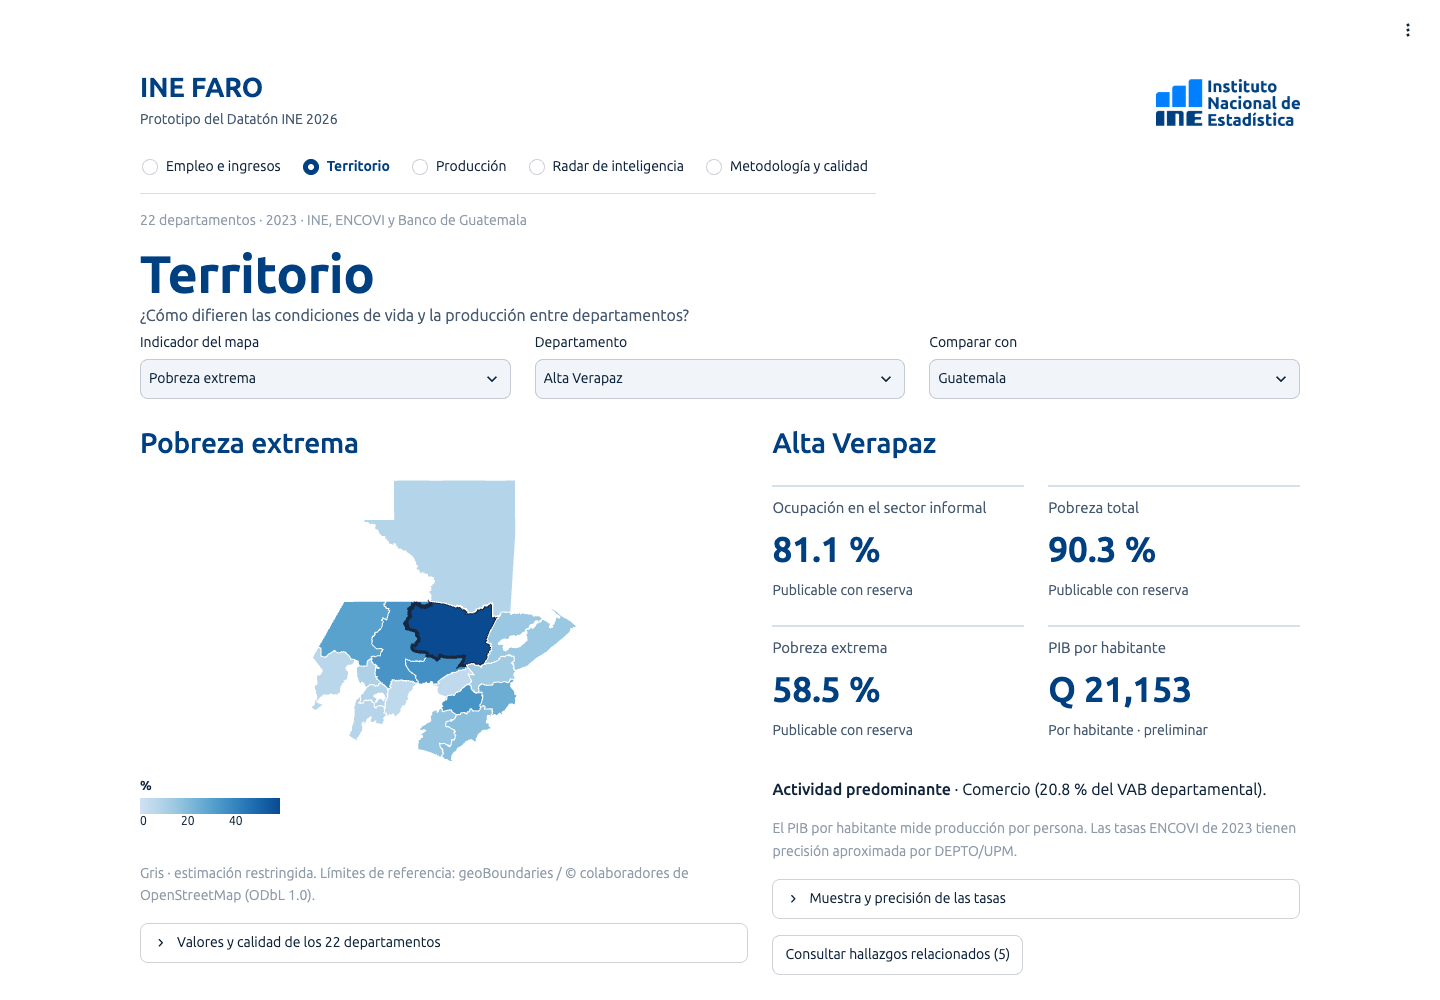 INE FARO
Prototipo del Datatón INE 2026
Instituto
Nacional de
Estadística
INE
Empleo e ingresos
Territorio
Producción
Radar de inteligencia
Metodología y calidad
22 departamentos · 2023 · INE, ENCOVI y Banco de Guatemala
Territorio
¿Cómo difieren las condiciones de vida y la producción entre departamentos?
Indicador del mapa
Pobreza extrema
Departamento
Alta Verapaz
Comparar con
Guatemala
Pobreza extrema
%
0 20 40
Gris · estimación restringida. Límites de referencia: geoBoundaries / © colaboradores de
OpenStreetMap (ODbL 1.0).
Valores y calidad de los 22 departamentos
Alta Verapaz
Ocupación en el sector informal
81.1 %
Publicable con reserva
Pobreza total
90.3 %
Publicable con reserva
Pobreza extrema
58.5 %
Publicable con reserva
PIB por habitante
Q 21,153
Por habitante · preliminar
Actividad predominante · Comercio (20.8 % del VAB departamental).
El PIB por habitante mide producción por persona. Las tasas ENCOVI de 2023 tienen
precisión aproximada por DEPTO/UPM.
Muestra y precisión de las tasas
Consultar hallazgos relacionados (5)